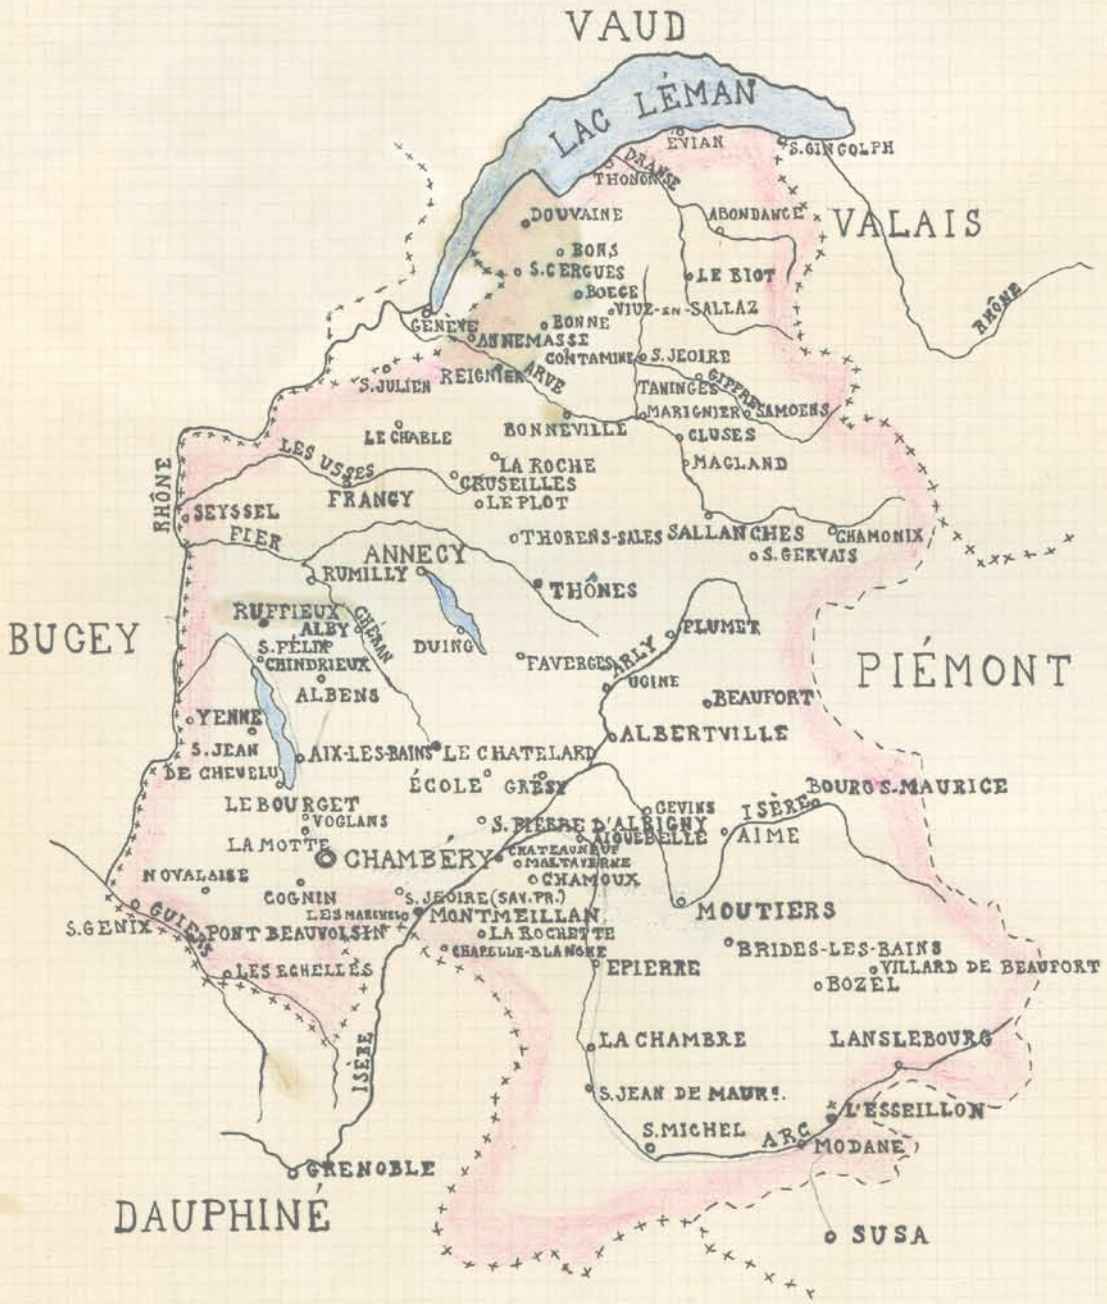 VAUD
LAC LÉMAN
ÉVIAN
S.GINGOLPH
DRANSE
THONON
DOUVAINE
ABONDANCE
VALAIS
BONS
S.CERGUES
LE BIOT
BOEGE
VIUZ-EN-SALLAZ
RHÔNE
GENÈVE
BONNE
ANNEMASSE
CONTAMINE
S.JEOIRE
S.JULIEN
REIGNIER
ARVE
TANINGES
GIFFRE
MARIGNIER
SAMOENS
LE CHABLE
BONNEVILLE
CLUSES
RHÔNE
LES USSES
LA ROCHE
MAGLAND
CRUSEILLES
FRANGY
LE PLOT
SEYSSEL
FIER
THORENS-SALES
SALLANCHES
CHAMONIX
S.GERVAIS
ANNECY
RUMILLY
THÔNES
RUFFIEUX
ALBY
CHÉRAN
BUGEY
S.FÉLIX
DUING
FLUMET
CHINDRIEUX
FAVERGES
ARLY
PIÉMONT
ALBENS
UGINE
BEAUFORT
YENNE
ALBERTVILLE
S.JEAN
DE CHEVELU
AIX-LES-BAINS
LE CHATELARD
ÉCOLE
GRÉSY
BOURG S.MAURICE
LE BOURGET
CEVINS
ISÈRE
VOGLANS
S.PIERRE D'ALBIGNY
AIGUEBELLE
AIME
LA MOTTE
CHAMBÉRY
CHATEAUNEUF
MALTAVERNE
CHAMOUX
NOVALAISE
COGNIN
S.JEOIRE (SAV.PR.)
MOUTIERS
S.GENIX
GUIERS
LES MARCHES
MONTMEILLAN
PONT BEAUVOISIN
LA ROCHETTE
CHAPELLE-BLANCHE
BRIDES-LES-BAINS
LES ECHELLES
EPIERRE
VILLARD DE BEAUFORT
BOZEL
ISÈRE
LA CHAMBRE
LANSLEBOURG
S.JEAN DE MAURᴱ.
L'ESSEILLON
S.MICHEL
ARC
MODANE
GRENOBLE
DAUPHINÉ
SUSA